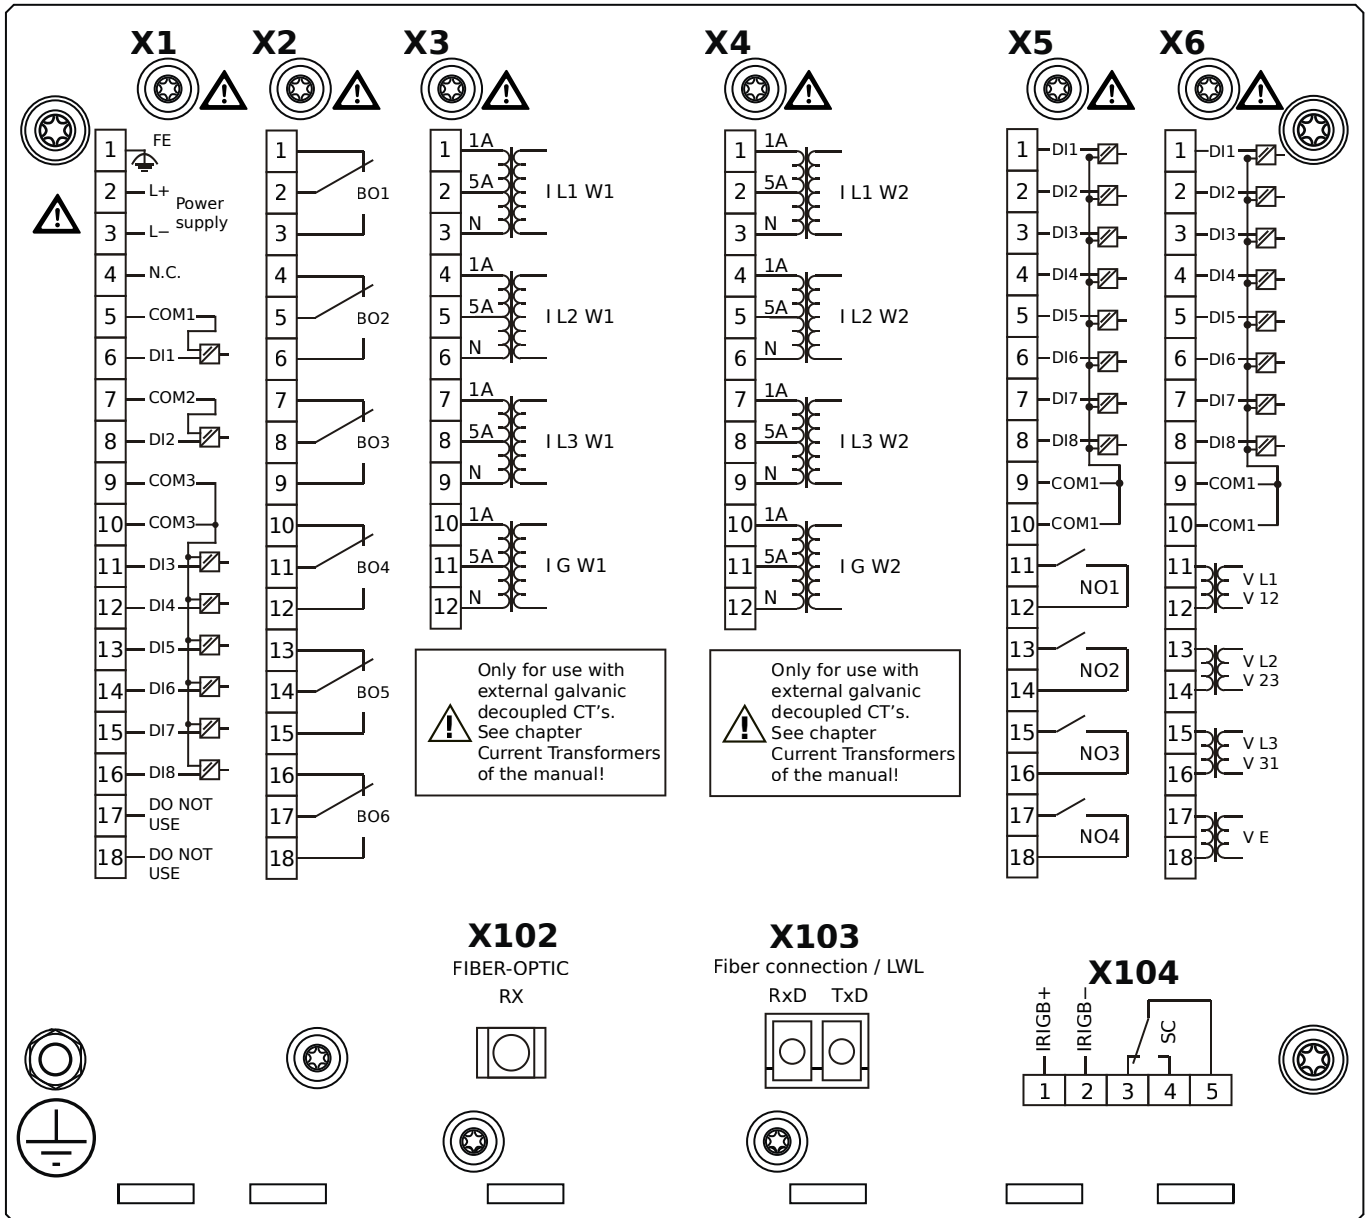 X1 X2 X3 X4 X5 X6
1 FE
2 L+ Power supply
3 L−
4 N.C.
5 COM1
6 DI1
7 COM2
8 DI2
9 COM3
10 COM3
11 DI3
12 DI4
13 DI5
14 DI6
15 DI7
16 DI8
17 DO NOT USE
18 DO NOT USE
1
2 BO1
3
4
5 BO2
6
7
8 BO3
9
10
11 BO4
12
13
14 BO5
15
16
17 BO6
18
1 1A
2 5A I L1 W1
3 N
4 1A
5 5A I L2 W1
6 N
7 1A
8 5A I L3 W1
9 N
10 1A
11 5A I G W1
12 N
Only for use with
external galvanic
decoupled CT's.
See chapter
Current Transformers
of the manual!
1 1A
2 5A I L1 W2
3 N
4 1A
5 5A I L2 W2
6 N
7 1A
8 5A I L3 W2
9 N
10 1A
11 5A I G W2
12 N
Only for use with
external galvanic
decoupled CT's.
See chapter
Current Transformers
of the manual!
1 DI1
2 DI2
3 DI3
4 DI4
5 DI5
6 DI6
7 DI7
8 DI8
9 COM1
10 COM1
11
NO1
12
13
NO2
14
15
NO3
16
17
NO4
18
1 DI1
2 DI2
3 DI3
4 DI4
5 DI5
6 DI6
7 DI7
8 DI8
9 COM1
10 COM1
11 V L1
12 V 12
13 V L2
14 V 23
15 V L3
16 V 31
17
V E
18
X102
FIBER-OPTIC
RX
X103
Fiber connection / LWL
RxD TxD
X104
IRIGB+ IRIGB− SC
1 2 3 4 5